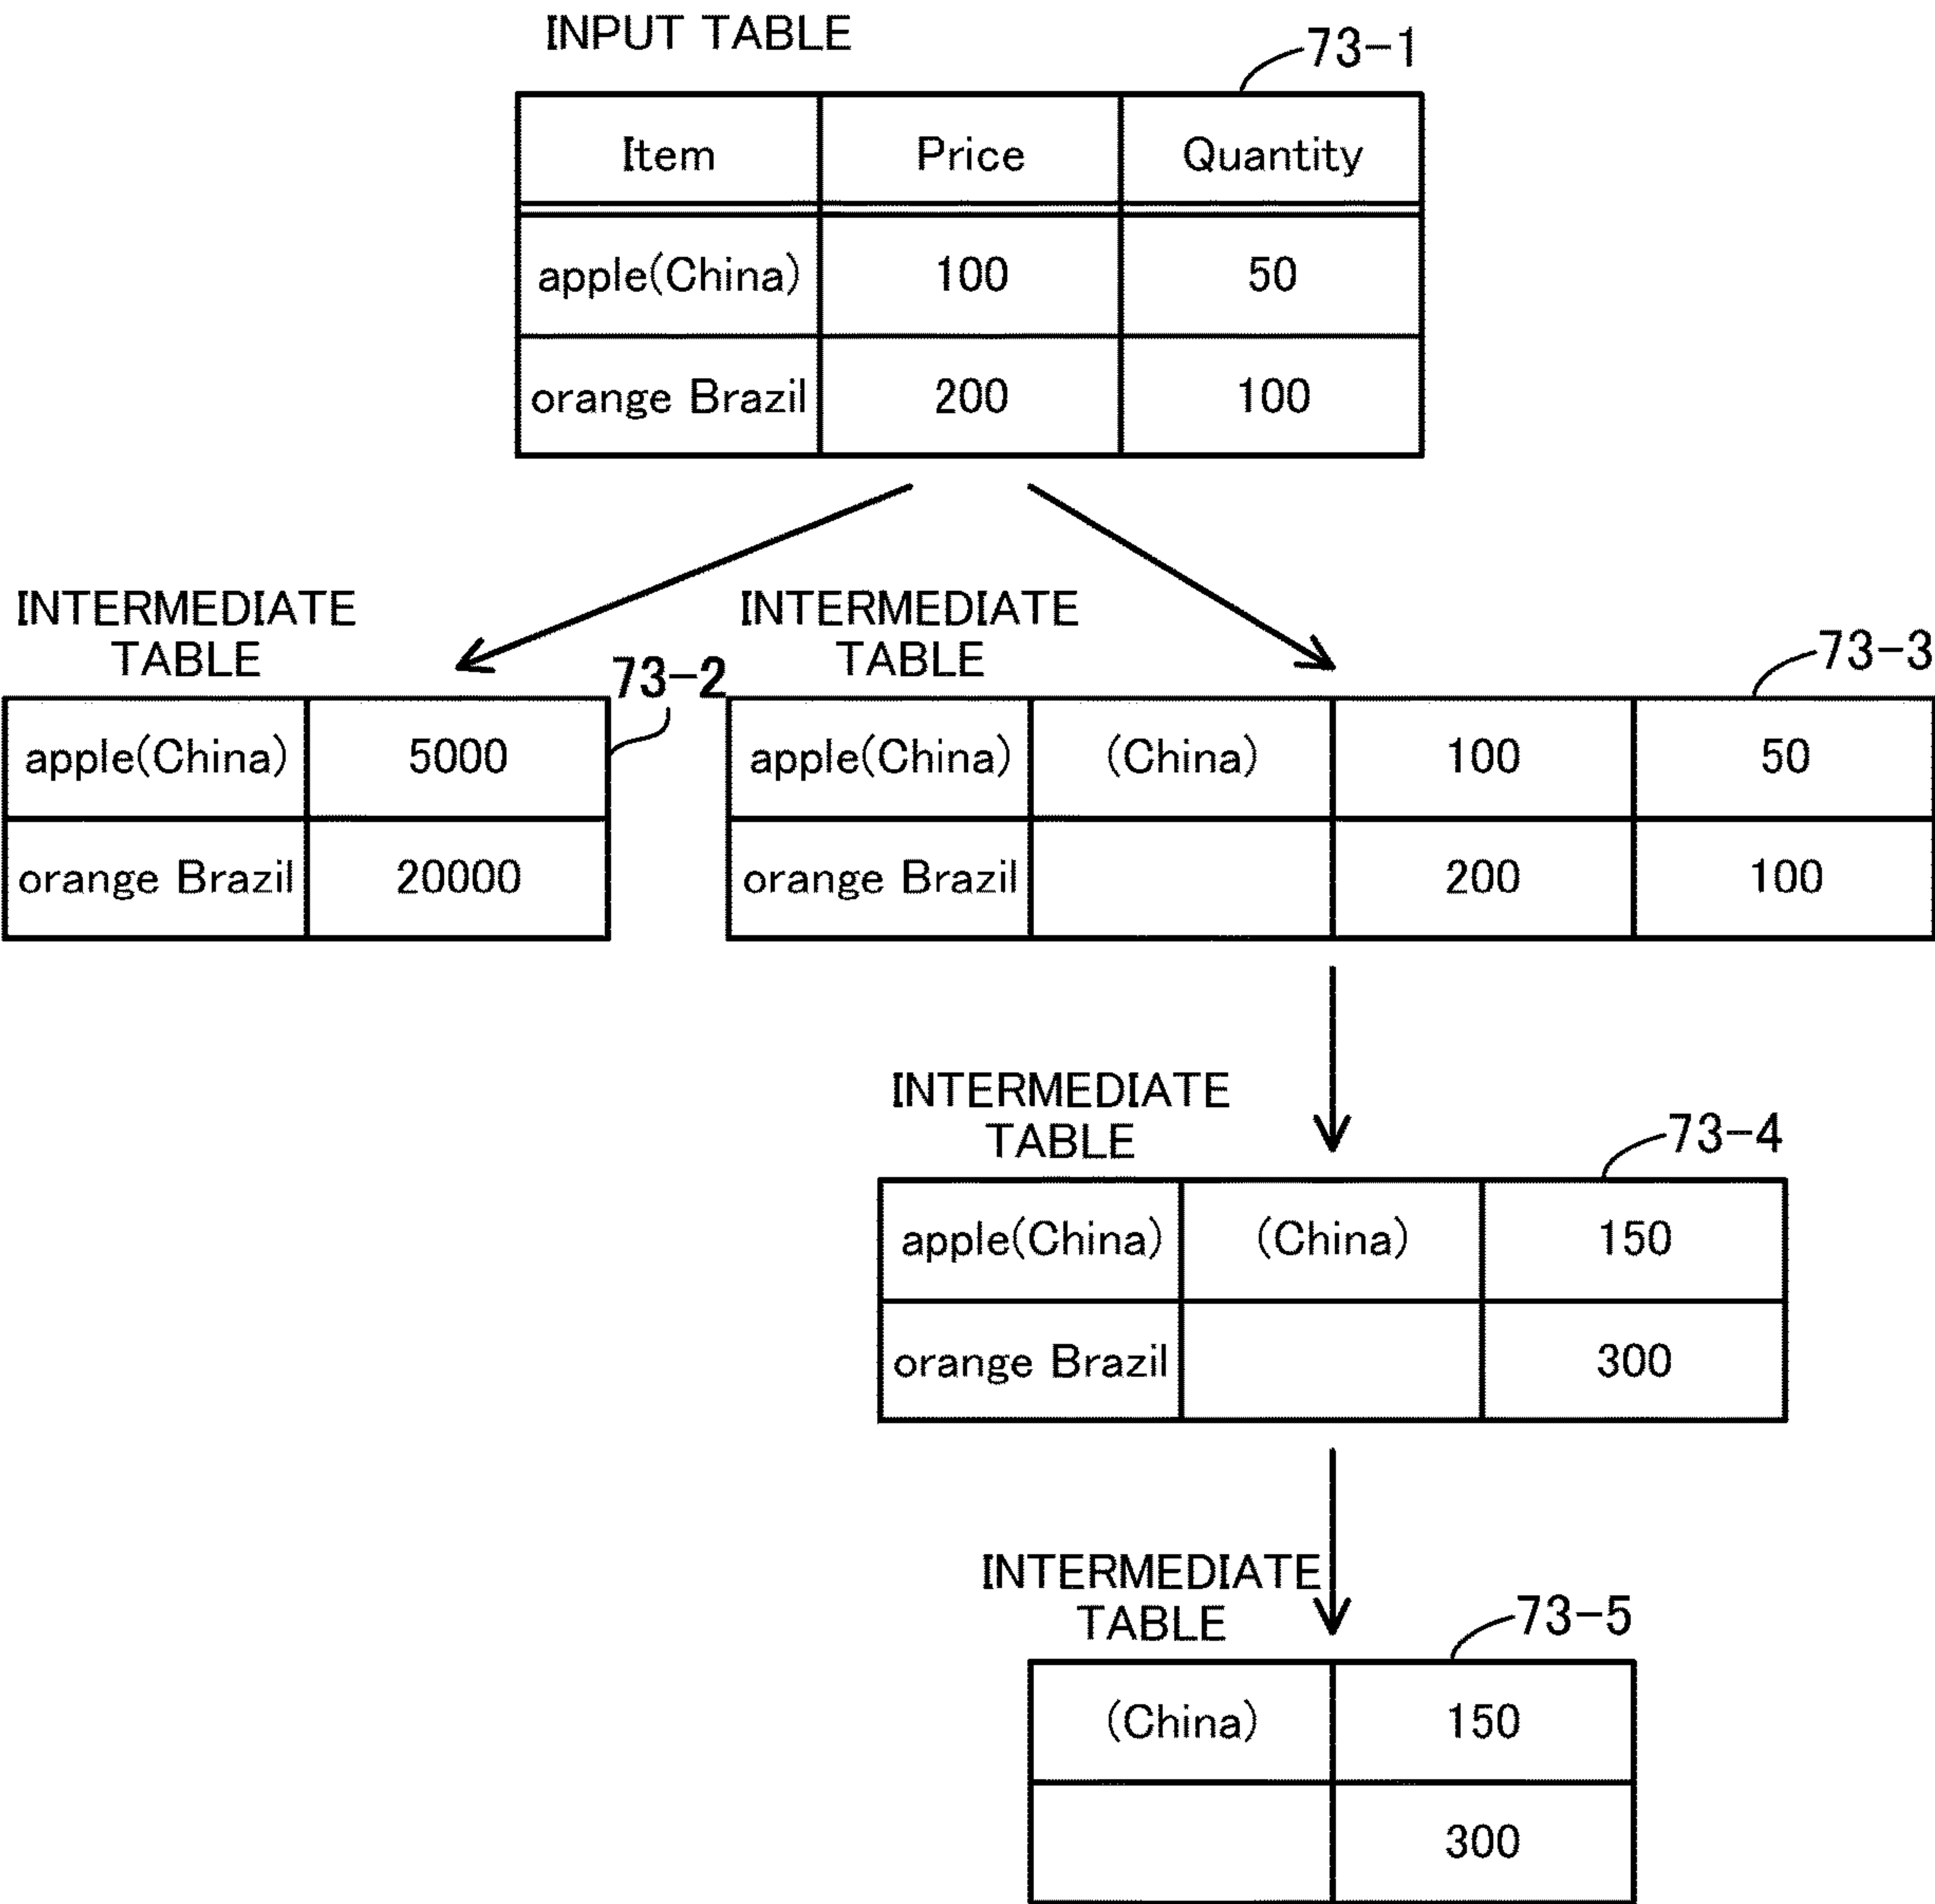 INPUT TABLE
73-1
Item Price Quantity
apple(China) 100 50
orange Brazil 200 100
INTERMEDIATE
TABLE
73-2
apple(China) 5000
orange Brazil 20000
INTERMEDIATE
TABLE
73-3
apple(China) (China) 100 50
orange Brazil 200 100
INTERMEDIATE
TABLE
73-4
apple(China) (China) 150
orange Brazil 300
INTERMEDIATE
TABLE
73-5
(China) 150
300